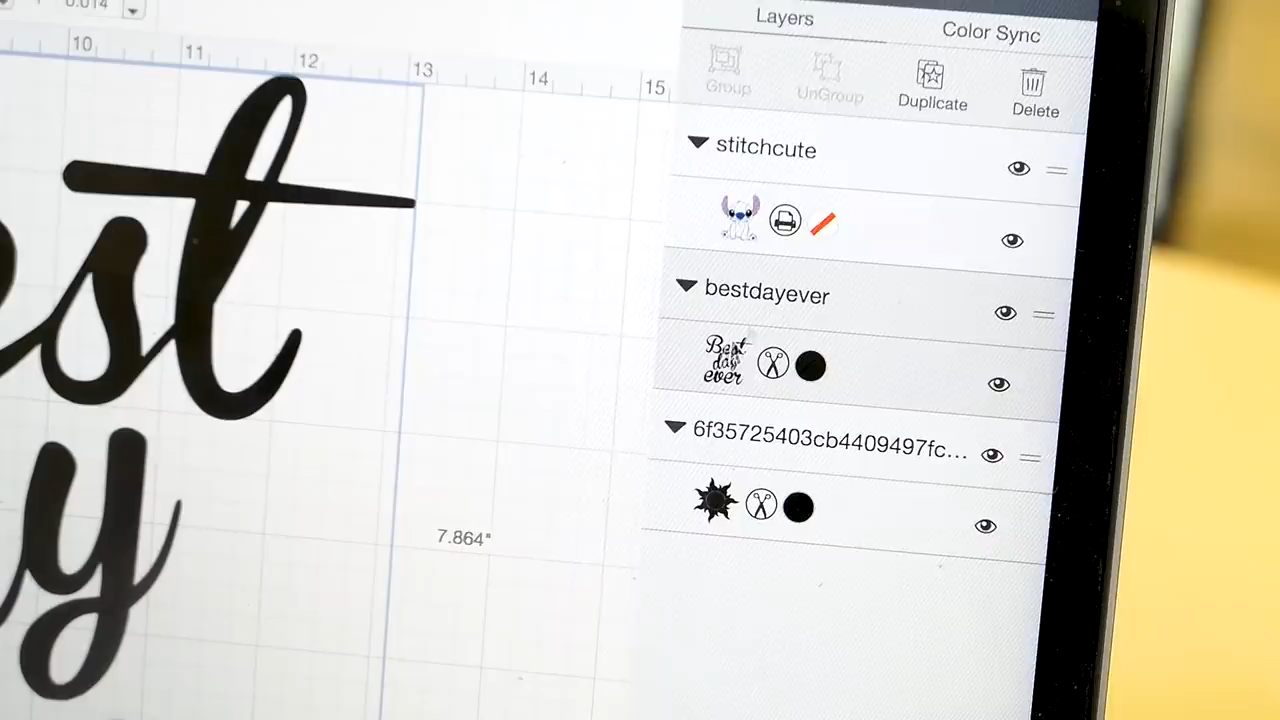 0.014
Layers Color Sync
10 11 12 13 14 15
Group UnGroup Duplicate Delete
stitchcute
bestdayever
Best
day
ever
6f35725403cb4409497fc...
st
y
7.864"